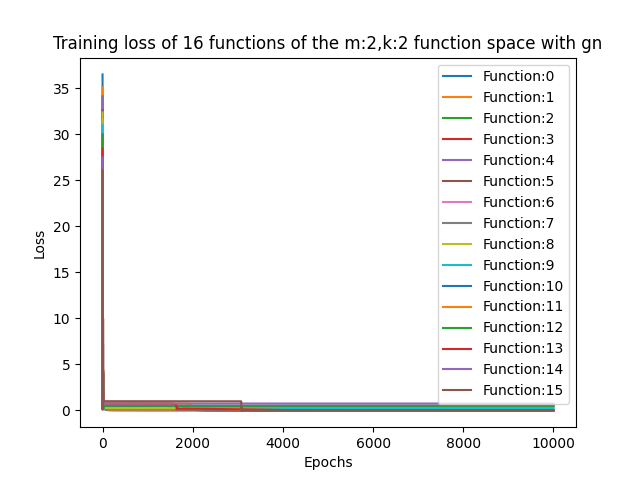 Training loss of 16 functions of the m:2,k:2 function space with gn
35
30
25
20
15
10
5
0
Loss
0
2000
4000
6000
8000
10000
Epochs
Function:0
Function:1
Function:2
Function:3
Function:4
Function:5
Function:6
Function:7
Function:8
Function:9
Function:10
Function:11
Function:12
Function:13
Function:14
Function:15